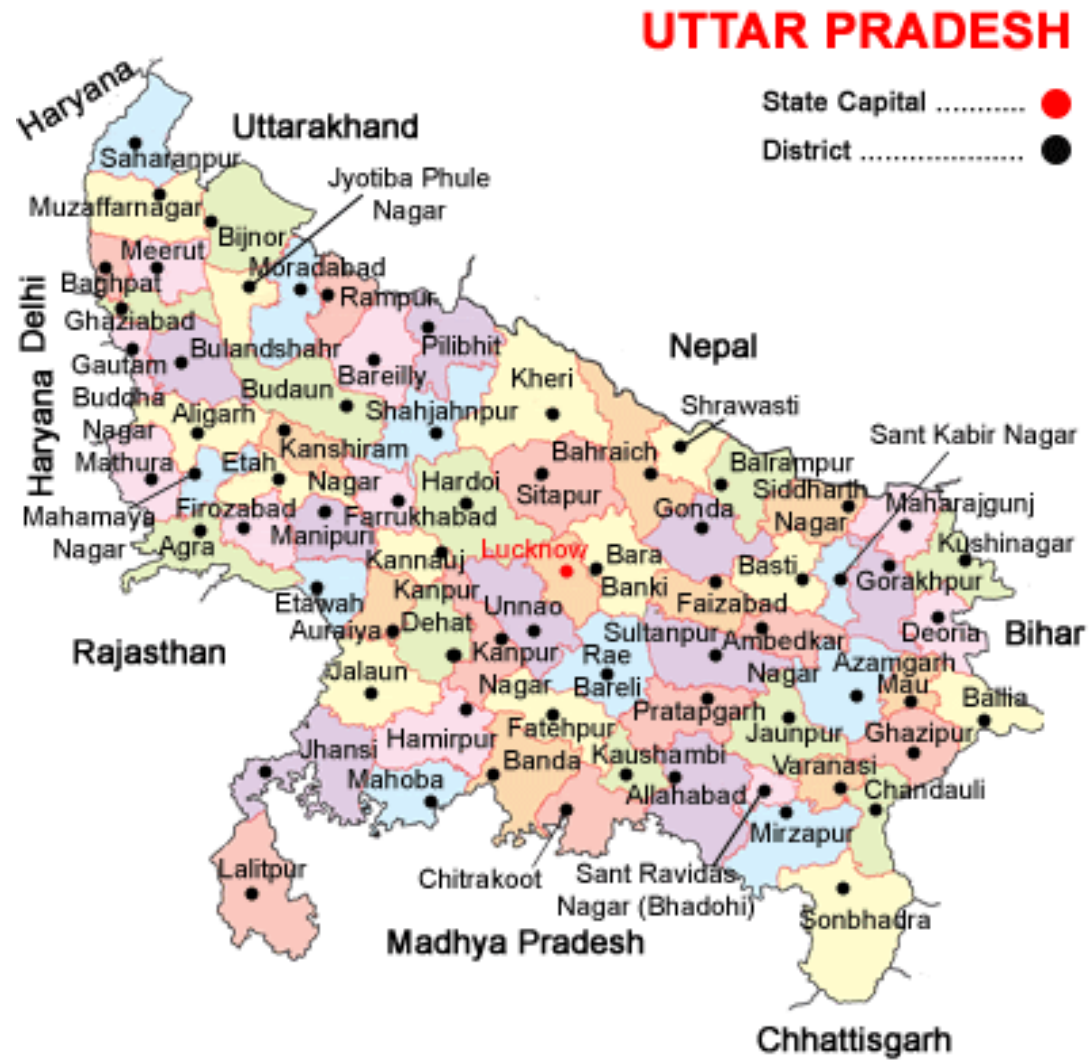 UTTAR PRADESH
State Capital ...........
District ....................
Haryana
Uttarakhand
Saharanpur
Jyotiba Phule
Nagar
Muzaffarnagar
Bijnor
Meerut
Moradabad
Baghpat
Rampur
Haryana Delhi
Ghaziabad
Bulandshahr
Pilibhit
Nepal
Gautam
Buddha
Nagar
Bareilly
Kheri
Budaun
Aligarh
Shahjahnpur
Shrawasti
Sant Kabir Nagar
Kanshiram
Nagar
Bahraich
Mathura
Etah
Hardoi
Sitapur
Balrampur
Siddharth
Nagar
Maharajgunj
Mahamaya
Nagar
Firozabad
Farrukhabad
Gonda
Agra
Manipuri
Kannauj
Lucknow
Bara
Banki
Basti
Kushinagar
Gorakhpur
Etawah
Kanpur
Dehat
Unnao
Faizabad
Auraiya
Kanpur
Nagar
Sultanpur
Ambedkar
Nagar
Deoria
Bihar
Rajasthan
Jalaun
Rae
Bareli
Azamgarh
Mau
Ballia
Fatehpur
Pratapgarh
Jaunpur
Ghazipur
Jhansi
Hamirpur
Banda
Kaushambi
Varanasi
Mahoba
Allahabad
Chandauli
Mirzapur
Lalitpur
Chitrakoot
Sant Ravidas
Nagar (Bhadohi)
Sonbhadra
Madhya Pradesh
Chhattisgarh